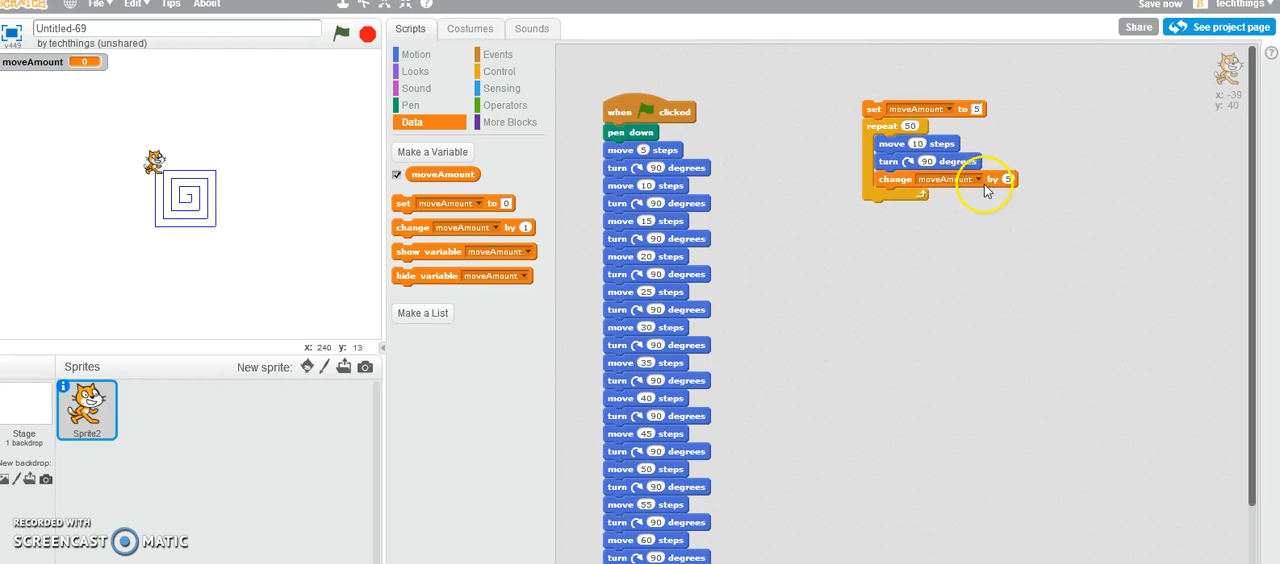 SCRATCH File Edit Tips About Save now techthings
v449 Untitled-69
by techthings (unshared)
Scripts Costumes Sounds
Share See project page
moveAmount 0
Motion Events
Looks Control
Sound Sensing
Pen Operators
Data More Blocks
Make a Variable
moveAmount
set moveAmount to 0
change moveAmount by 1
show variable moveAmount
hide variable moveAmount
Make a List
when clicked
pen down
move 5 steps
turn 90 degrees
move 10 steps
turn 90 degrees
move 15 steps
turn 90 degrees
move 20 steps
turn 90 degrees
move 25 steps
turn 90 degrees
move 30 steps
turn 90 degrees
move 35 steps
turn 90 degrees
move 40 steps
turn 90 degrees
move 45 steps
turn 90 degrees
move 50 steps
turn 90 degrees
move 55 steps
turn 90 degrees
move 60 steps
turn 90 degrees
set moveAmount to 5
repeat 50
move 10 steps
turn 90 degrees
change moveAmount by 5
x: -39
y: 40
?
x: 240 y: 13
Sprites New sprite:
i
Sprite2
Stage
1 backdrop
New backdrop:
RECORDED WITH
SCREENCAST MATIC